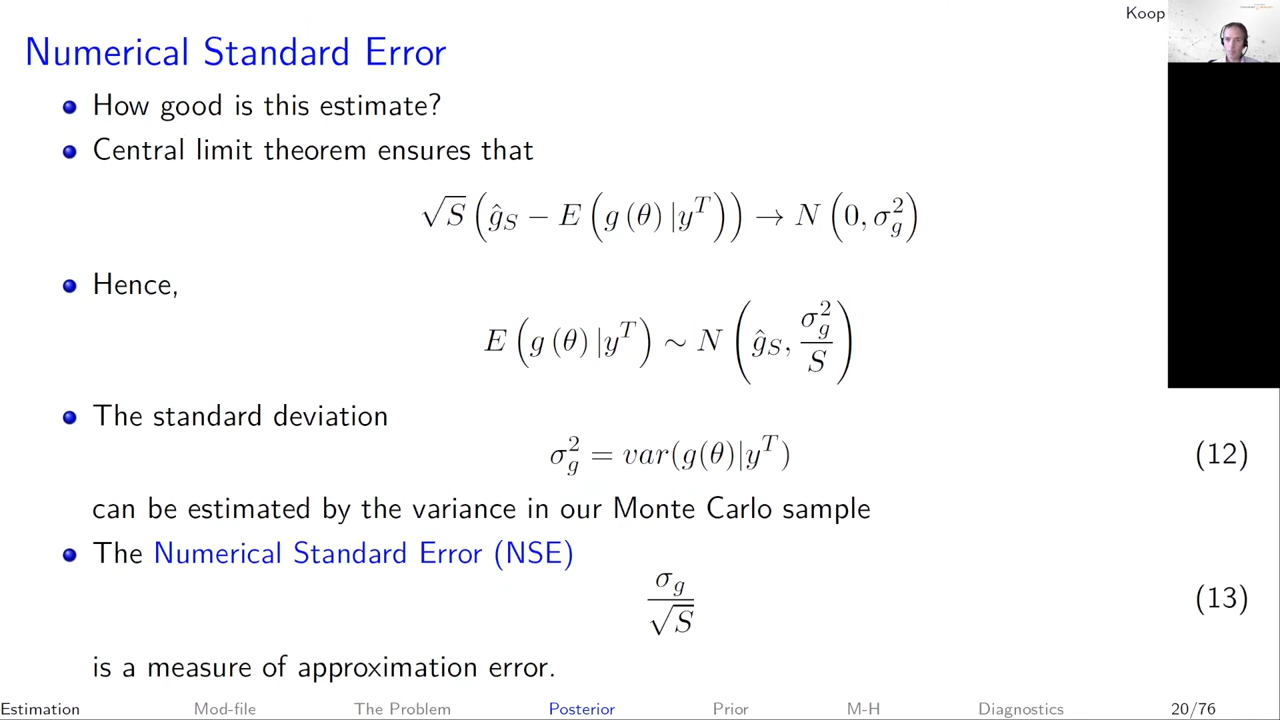 Koop
Numerical Standard Error
How good is this estimate?
Central limit theorem ensures that
√S (ĝ_S − E (g (θ) |y^T)) → N (0, σ_g^2)
Hence,
E (g (θ) |y^T) ∼ N (ĝ_S, σ_g^2 / S)
The standard deviation
σ_g^2 = var(g(θ)|y^T) (12)
can be estimated by the variance in our Monte Carlo sample
The Numerical Standard Error (NSE)
σ_g / √S (13)
is a measure of approximation error.
Estimation Mod-file The Problem Posterior Prior M-H Diagnostics 20/76